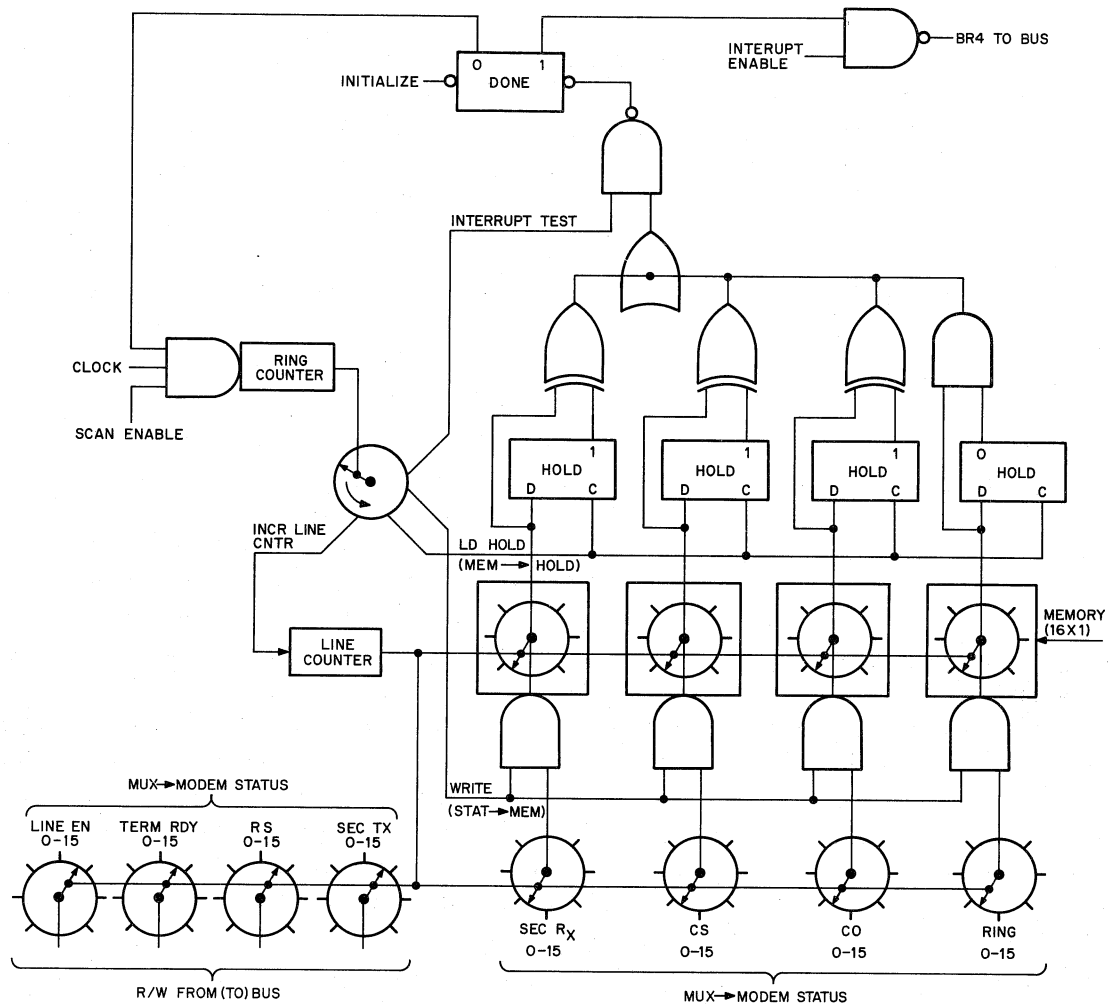 0 1
DONE
INITIALIZE
INTERUPT
ENABLE
BR4 TO BUS
INTERRUPT TEST
CLOCK
SCAN ENABLE
RING
COUNTER
1
HOLD
D C
1
HOLD
D C
1
HOLD
D C
0
HOLD
D C
INCR LINE
CNTR
LD HOLD
(MEM→HOLD)
LINE
COUNTER
MEMORY
(16X1)
WRITE
(STAT→MEM)
MUX→MODEM STATUS
LINE EN
0-15
TERM RDY
0-15
RS
0-15
SEC TX
0-15
R/W FROM (TO) BUS
SEC RX
0-15
CS
0-15
CO
0-15
RING
0-15
MUX→MODEM STATUS